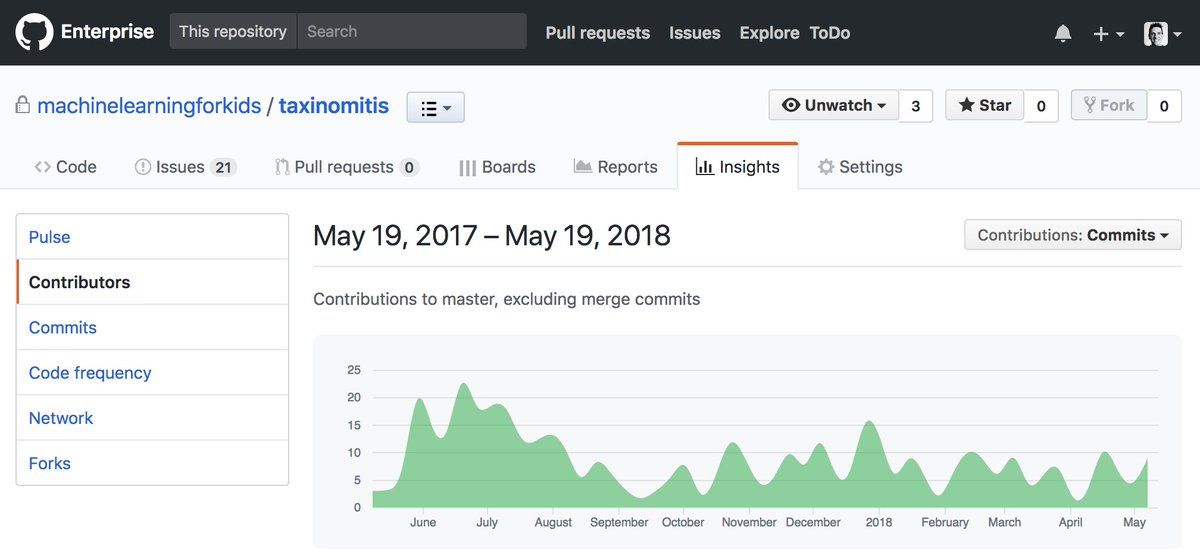 Enterprise This repository Search Pull requests Issues Explore ToDo
machinelearningforkids / taxinomitis Unwatch 3 Star 0 Fork 0
Code Issues 21 Pull requests 0 Boards Reports Insights Settings
Pulse
Contributors
Commits
Code frequency
Network
Forks
May 19, 2017 – May 19, 2018 Contributions: Commits
Contributions to master, excluding merge commits
25
20
15
10
5
0
June July August September October November December 2018 February March April May